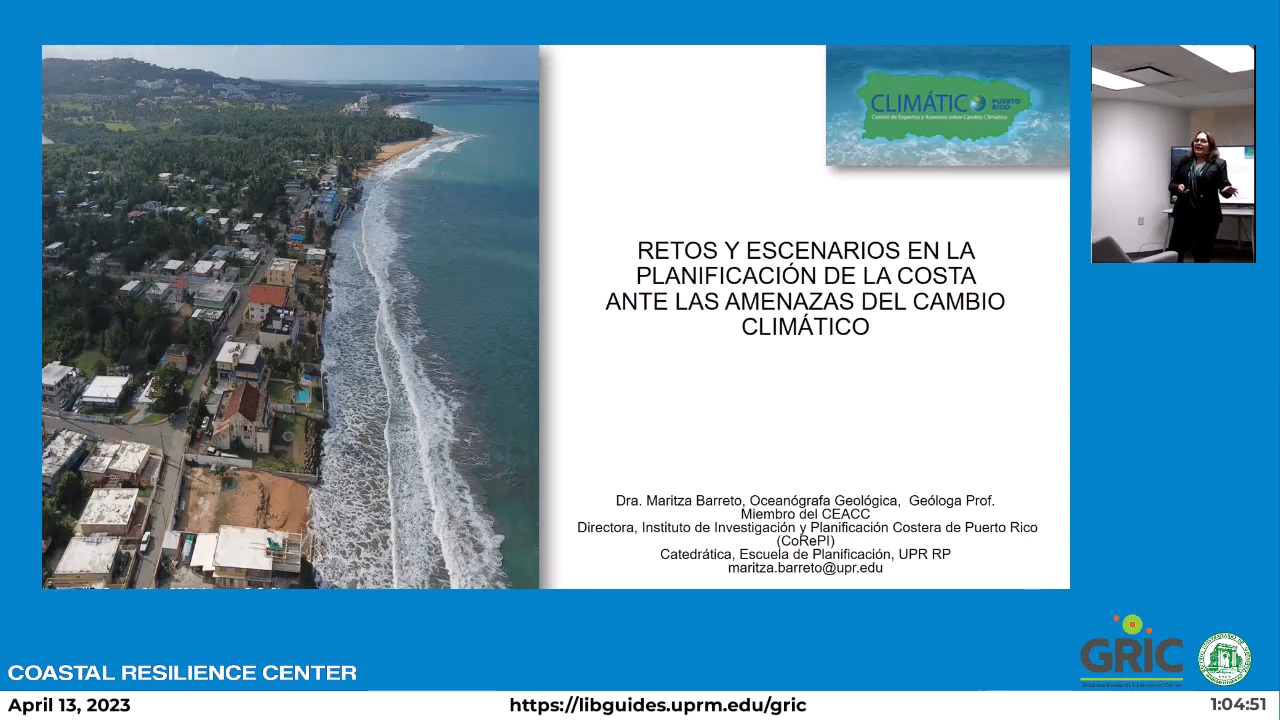 CLIMÁTICO PUERTO RICO
Comité de Expertos y Asesores sobre Cambio Climático
RETOS Y ESCENARIOS EN LA
PLANIFICACIÓN DE LA COSTA
ANTE LAS AMENAZAS DEL CAMBIO
CLIMÁTICO
Dra. Maritza Barreto, Oceanógrafa Geológica, Geóloga Prof.
Miembro del CEACC
Directora, Instituto de Investigación y Planificación Costera de Puerto Rico
(CoRePI)
Catedrática, Escuela de Planificación, UPR RP
maritza.barreto@upr.edu
GRIC
COASTAL RESILIENCE CENTER
April 13, 2023
https://libguides.uprm.edu/gric
1:04:51